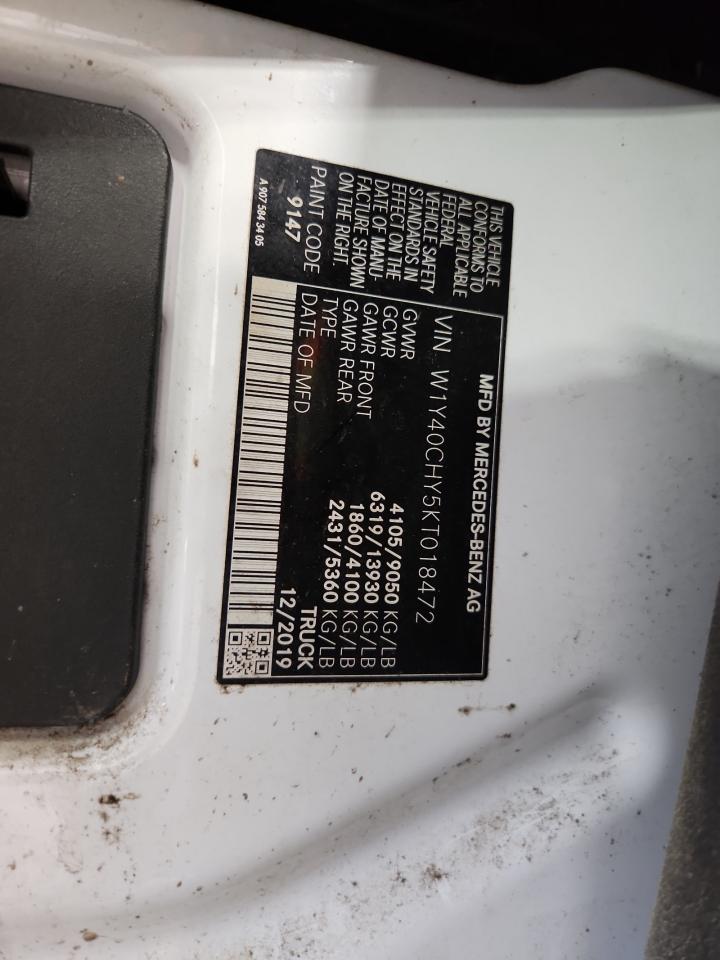 MFD BY MERCEDES-BENZ AG
VIN W1Y40CHY5KT018472
THIS VEHICLE
CONFORMS TO
ALL APPLICABLE
FEDERAL
VEHICLE SAFETY
STANDARDS IN
EFFECT ON THE
DATE OF MANU-
FACTURE SHOWN
ON THE RIGHT
PAINT CODE
9147
GVWR 4105/9050 KG/LB
GCWR 6319/13930 KG/LB
GAWR FRONT 1860/4100 KG/LB
GAWR REAR 2431/5360 KG/LB
TYPE TRUCK
DATE OF MFD 12/2019
A 907 584 34 05